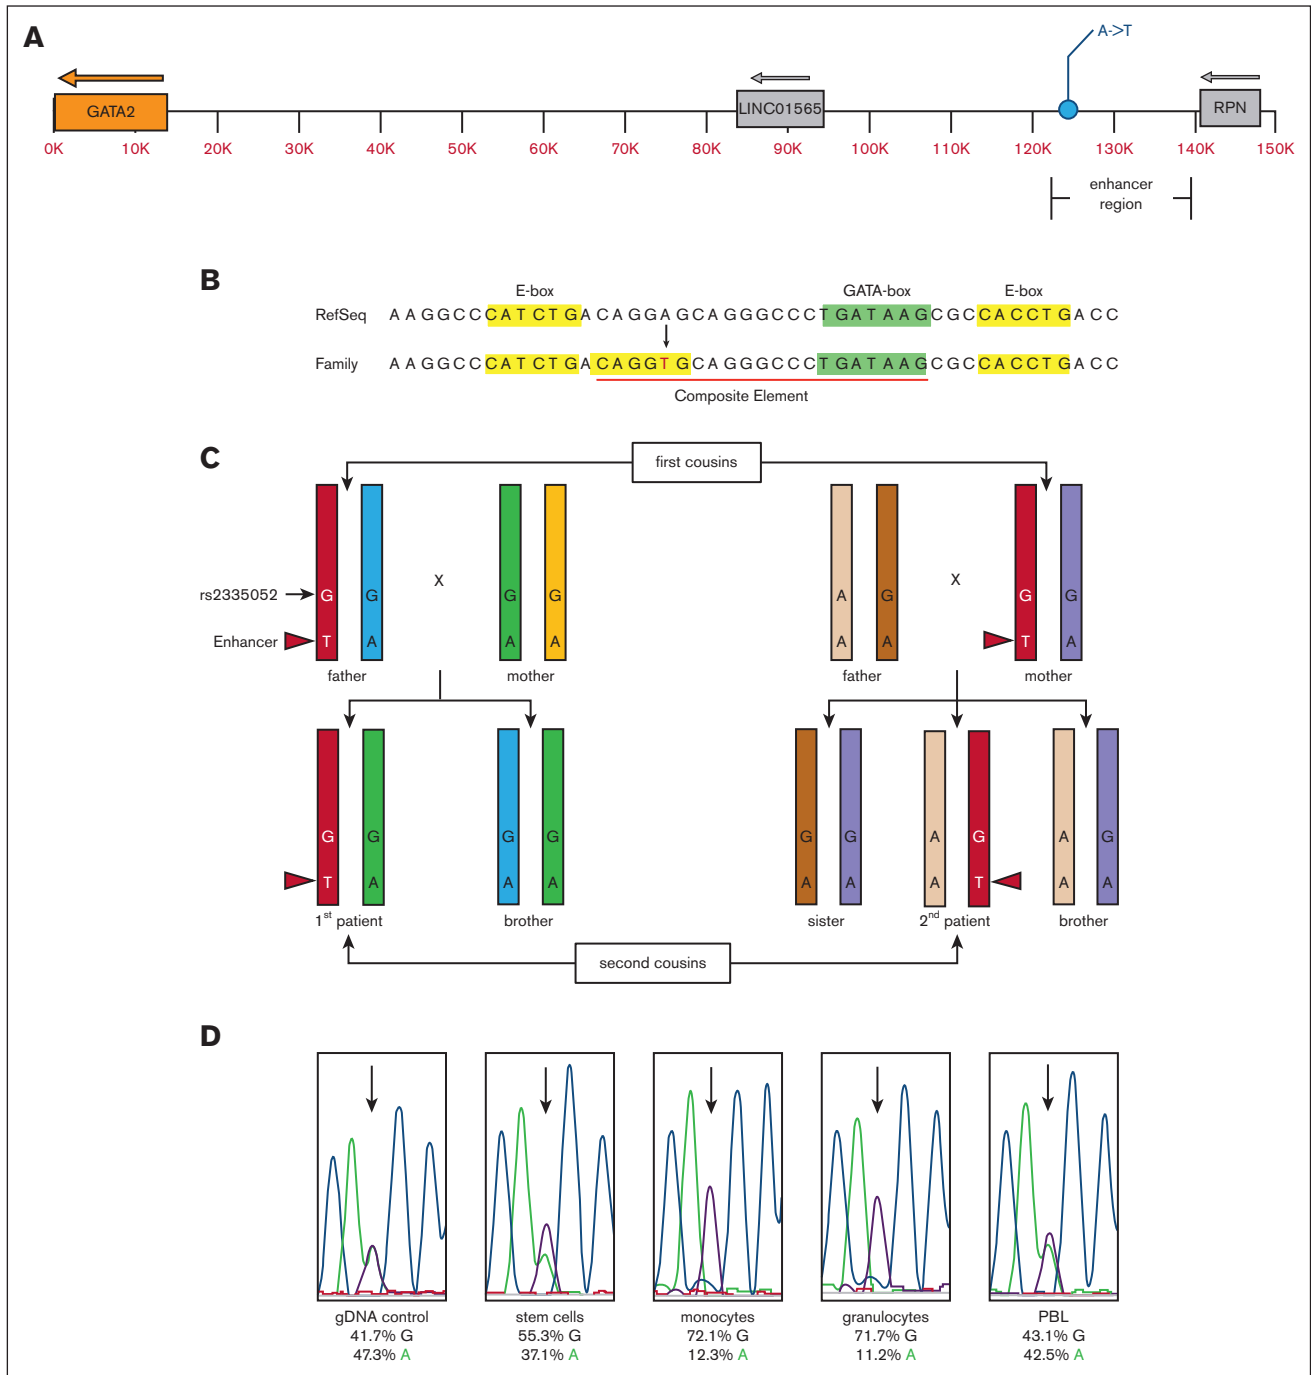 A
A->T
GATA2
LINC01565
RPN
0K 10K 20K 30K 40K 50K 60K 70K 80K 90K 100K 110K 120K 130K 140K 150K
enhancer
region
B
E-box GATA-box E-box
RefSeq AAGGCCCATCTGACAGGAGCAGGGCCCTGATAAGCGCCACCTGACC
Family AAGGCCCATCTGACAGGTGCAGGGCCCTGATAAGCGCCACCTGACC
Composite Element
C
first cousins
X X
rs2335052 G G G G A G G G
Enhancer T A A A A A T A
father mother father mother
G G G G G G A G A G
T A A A A A A T A A
1st patient brother sister 2nd patient brother
second cousins
D
gDNA control stem cells monocytes granulocytes PBL
41.7% G 55.3% G 72.1% G 71.7% G 43.1% G
47.3% A 37.1% A 12.3% A 11.2% A 42.5% A